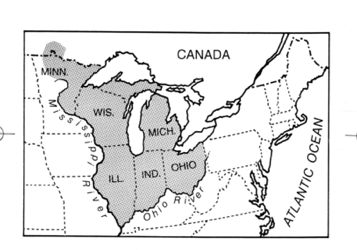 CANADA
MINN.
WIS.
MICH.
Mississippi River
ILL.
IND.
OHIO
Ohio River
ATLANTIC OCEAN